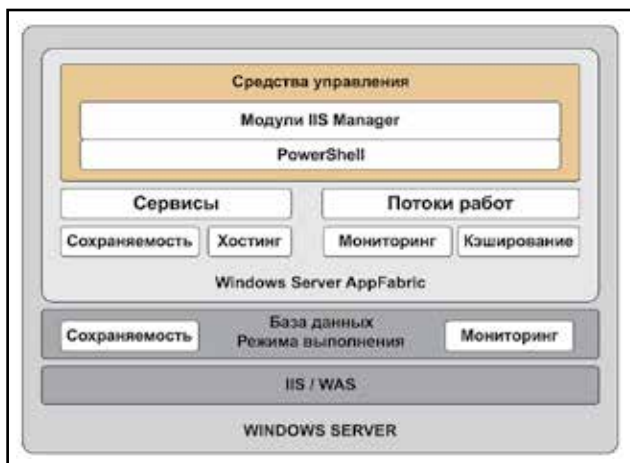 Средства управления
Модули IIS Manager
PowerShell
Сервисы
Потоки работ
Сохраняемость
Хостинг
Мониторинг
Кэширование
Windows Server AppFabric
Сохраняемость
База данных
Режима выполнения
Мониторинг
IIS / WAS
WINDOWS SERVER